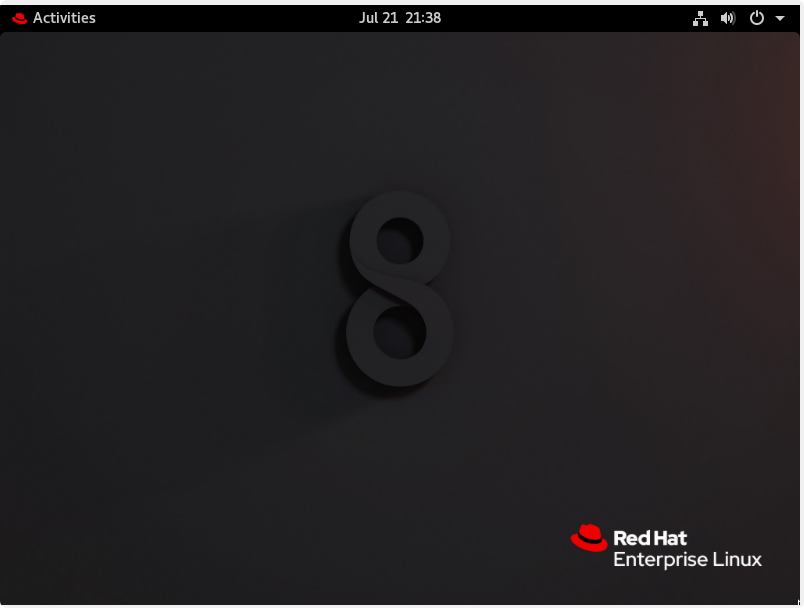 Activities
Jul 21 21:38
8
Red Hat
Enterprise Linux